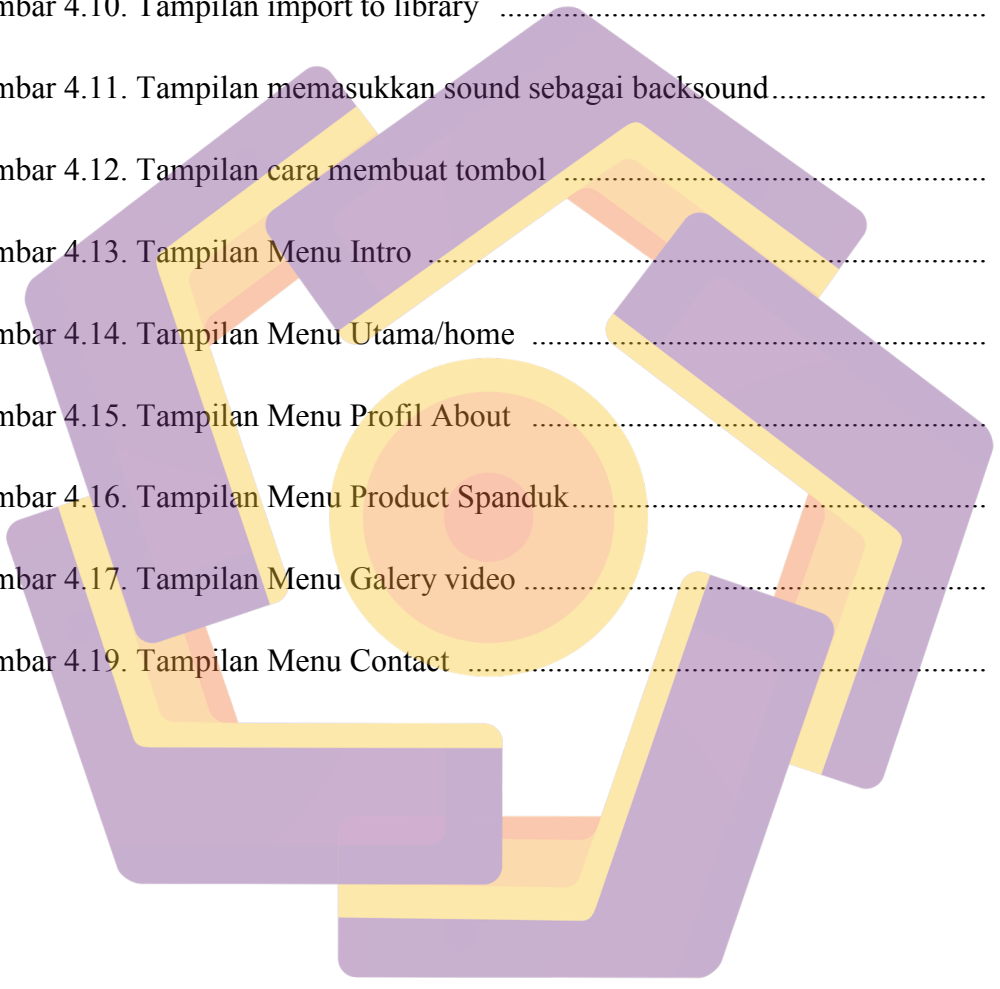 mbar 4.10. Tampilan import to library ................................................................
mbar 4.11. Tampilan memasukkan sound sebagai backsound............................
mbar 4.12. Tampilan cara membuat tombol ........................................................
mbar 4.13. Tampilan Menu Intro ..........................................................................
mbar 4.14. Tampilan Menu Utama/home ............................................................
mbar 4.15. Tampilan Menu Profil About ............................................................
mbar 4.16. Tampilan Menu Product Spanduk.......................................................
mbar 4.17. Tampilan Menu Galery video .............................................................
mbar 4.19. Tampilan Menu Contact ....................................................................